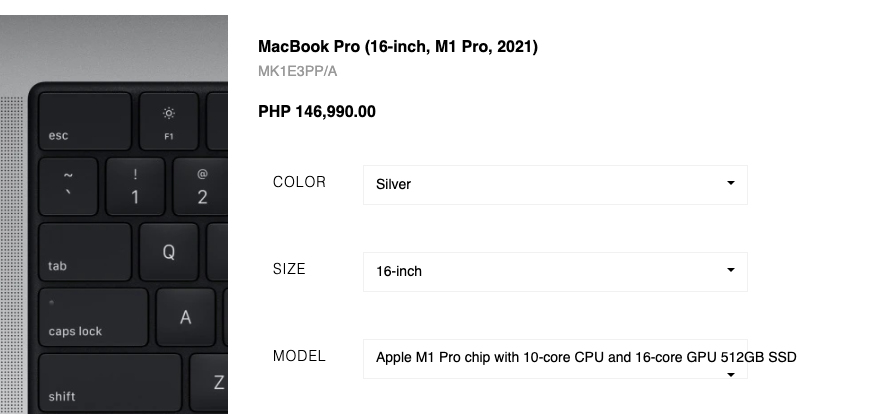 MacBook Pro (16-inch, M1 Pro, 2021)
MK1E3PP/A
PHP 146,990.00
COLOR Silver
SIZE 16-inch
MODEL Apple M1 Pro chip with 10-core CPU and 16-core GPU 512GB SSD
esc F1
~ ! @
` 1 2
tab Q
caps lock A
shift Z